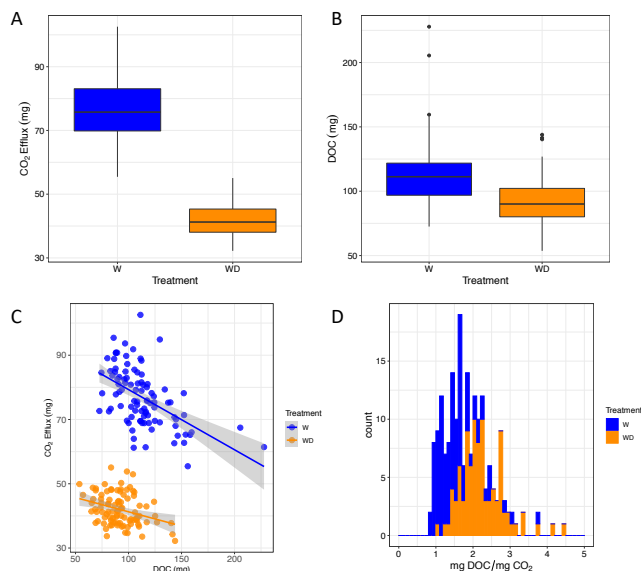 A
B
CO2 Efflux (mg)
90
70
50
30
W
WD
Treatment
DOC (mg)
225
200
150
100
50
W
WD
Treatment
C
D
CO2 Efflux (mg)
90
70
50
30
50
100
150
200
DOC (mg)
Treatment
W
WD
count
15
10
5
0
0
1
2
3
4
5
mg DOC/mg CO2
Treatment
W
WD